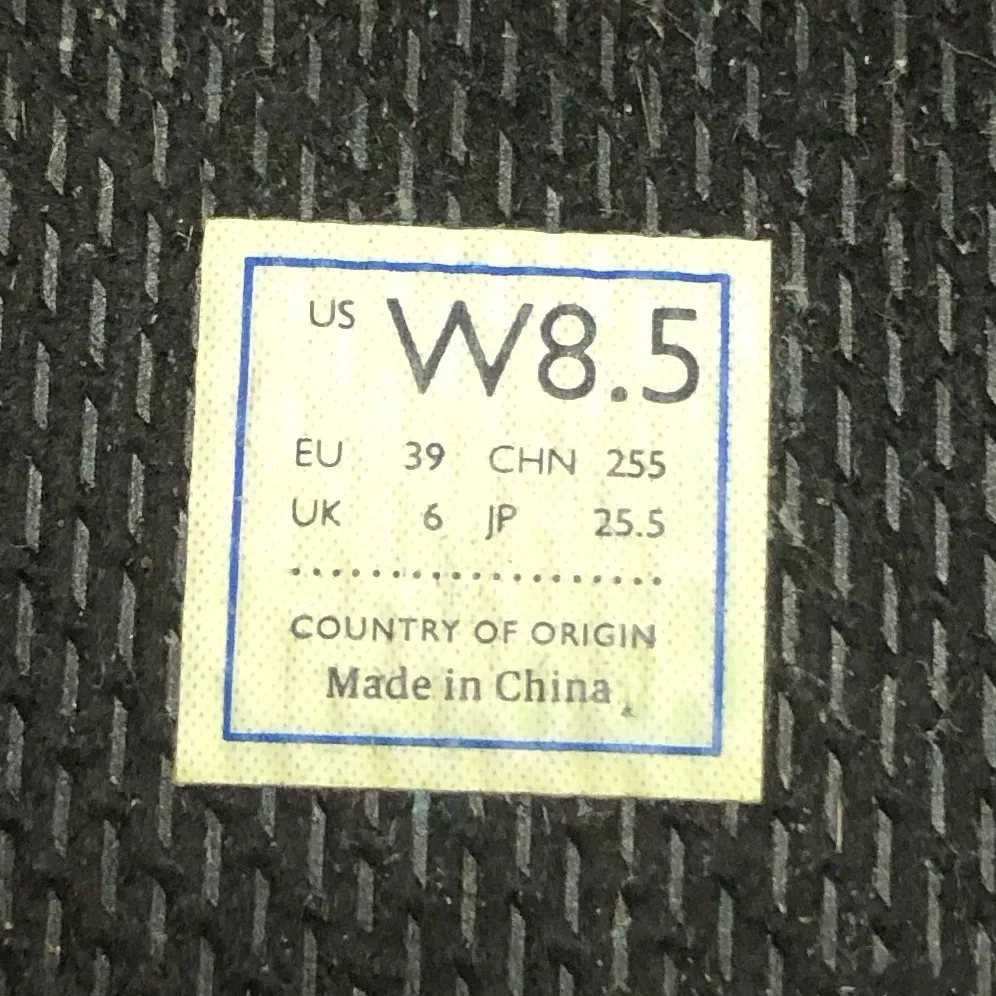 US W8.5
EU 39 CHN 255
UK 6 JP 25.5
COUNTRY OF ORIGIN
Made in China